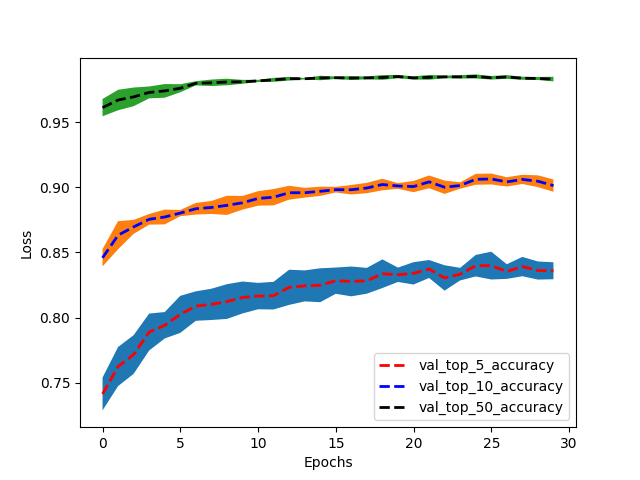 0.95
0.90
0.85
0.80
0.75
Loss
0 5 10 15 20 25 30
Epochs
val_top_5_accuracy
val_top_10_accuracy
val_top_50_accuracy